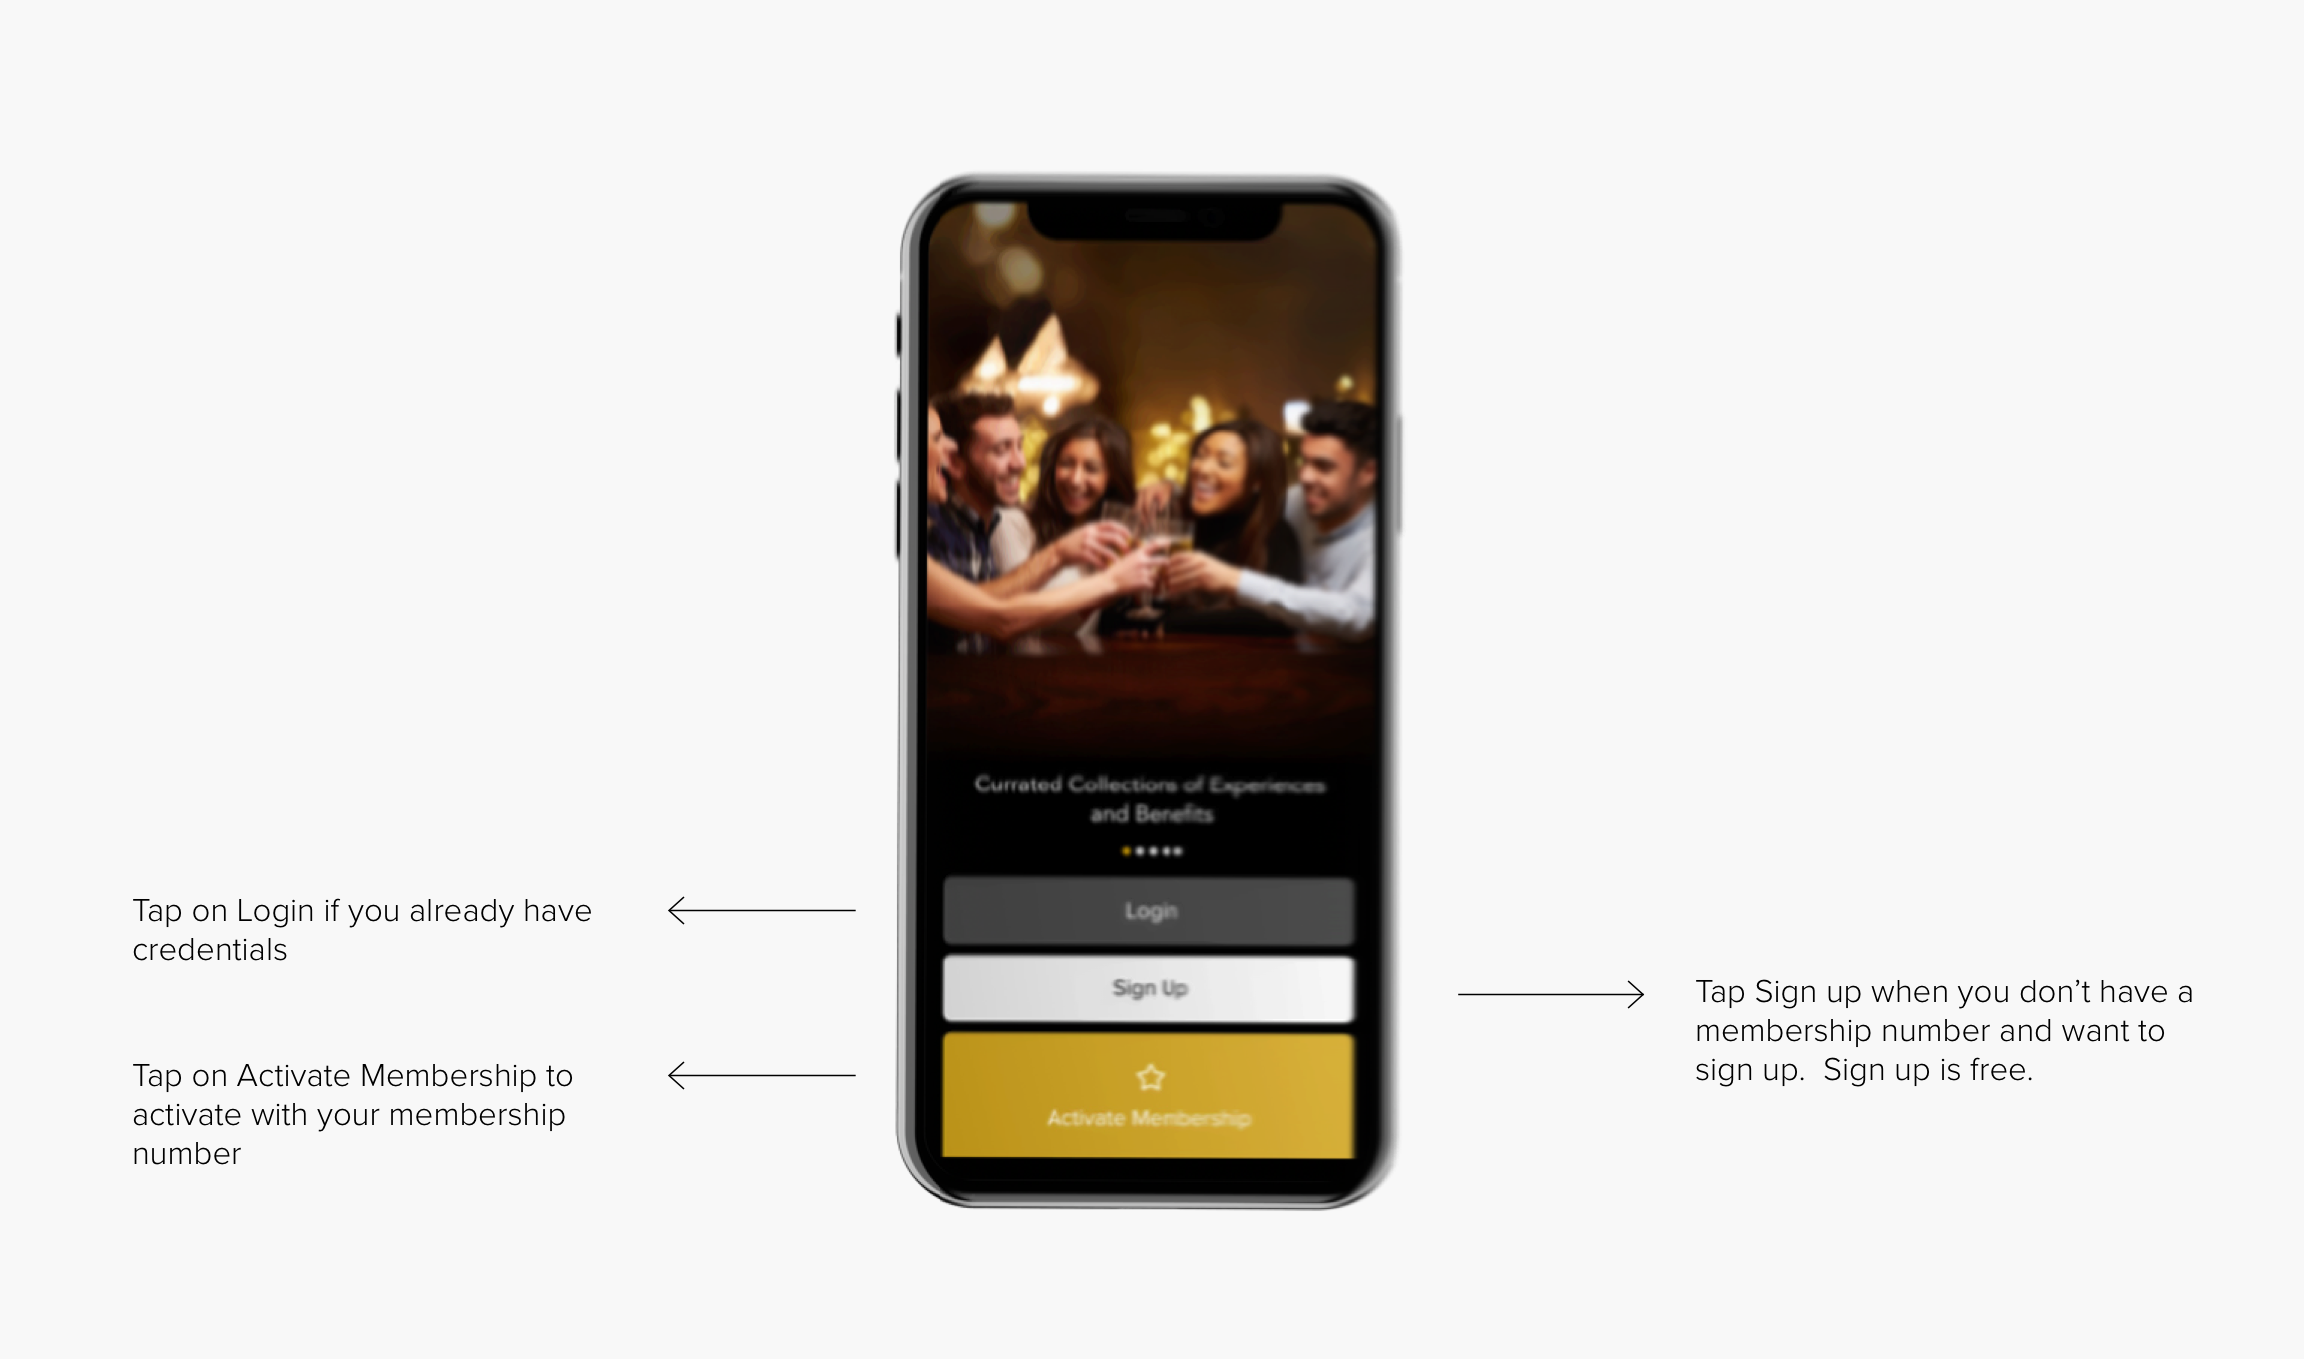 Currated Collections of Experiences
and Benefits
Login
Sign Up
Activate Membership
Tap on Login if you already have
credentials
Tap on Activate Membership to
activate with your membership
number
Tap Sign up when you don’t have a
membership number and want to
sign up.  Sign up is free.